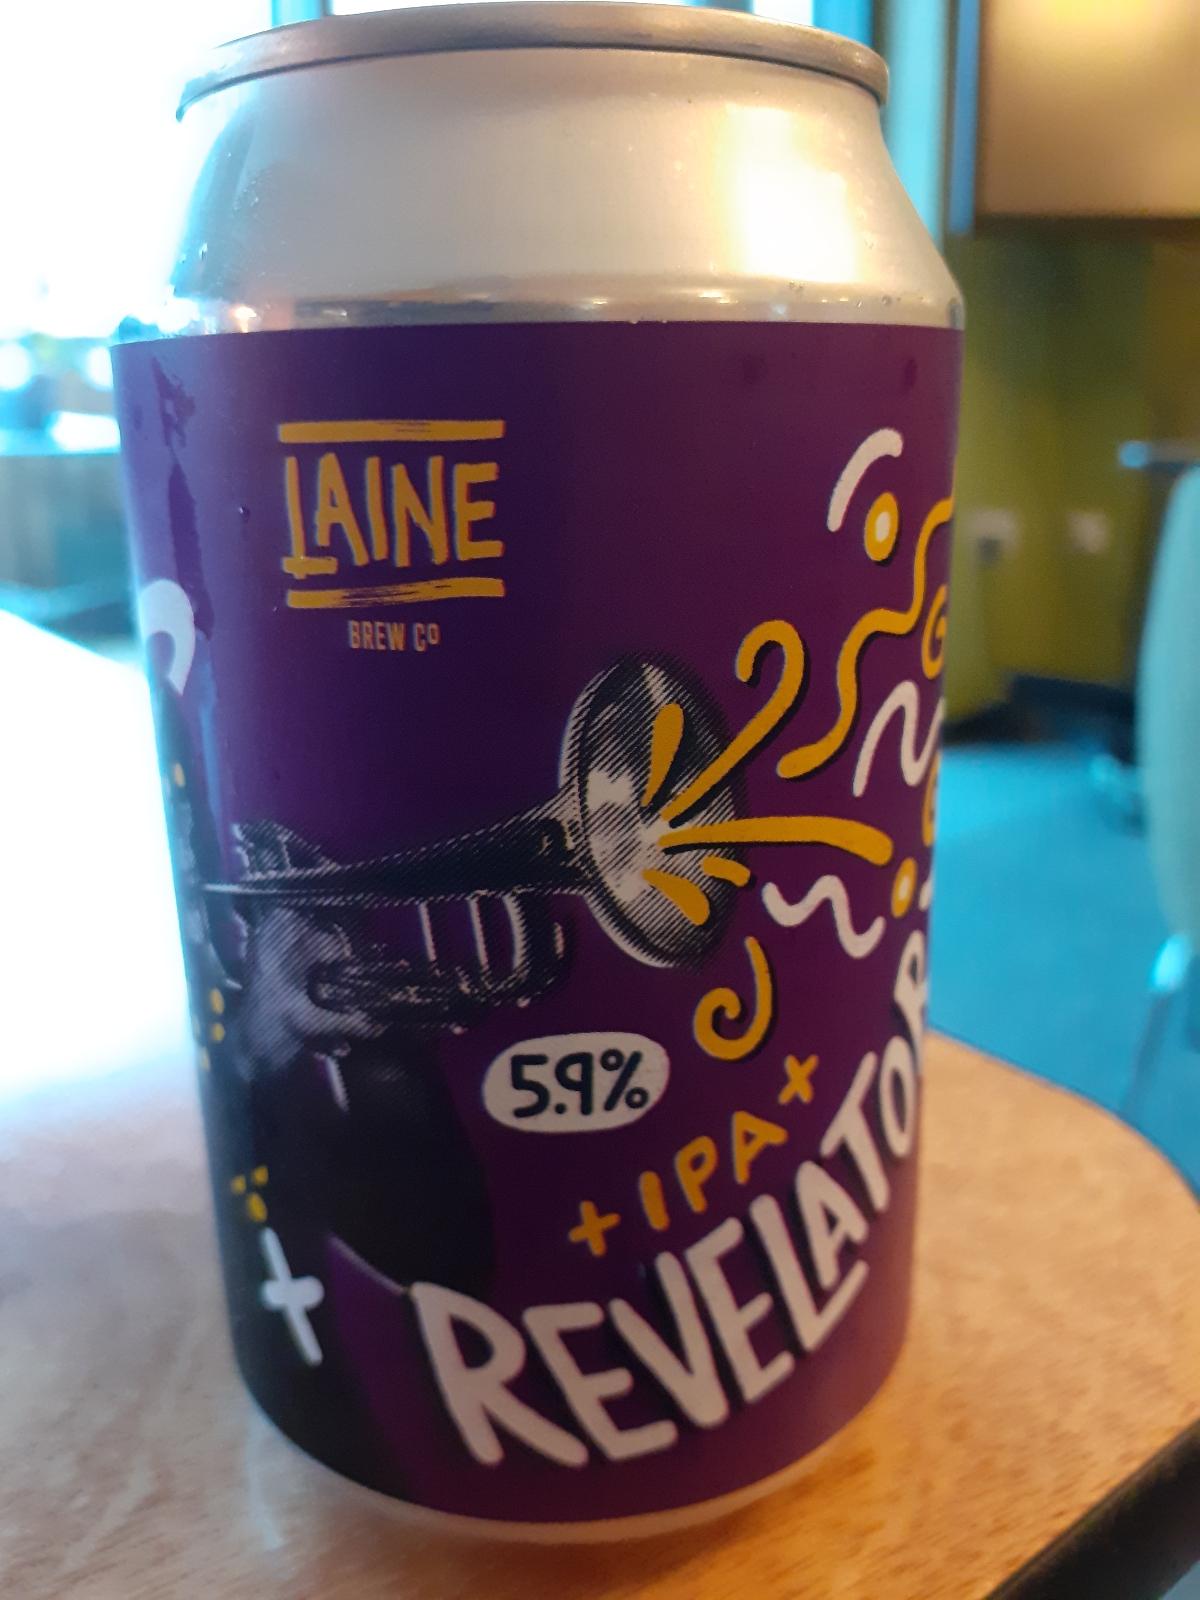 LAINE
BREW CO
5.9%
+ IPA x
REVELATOR